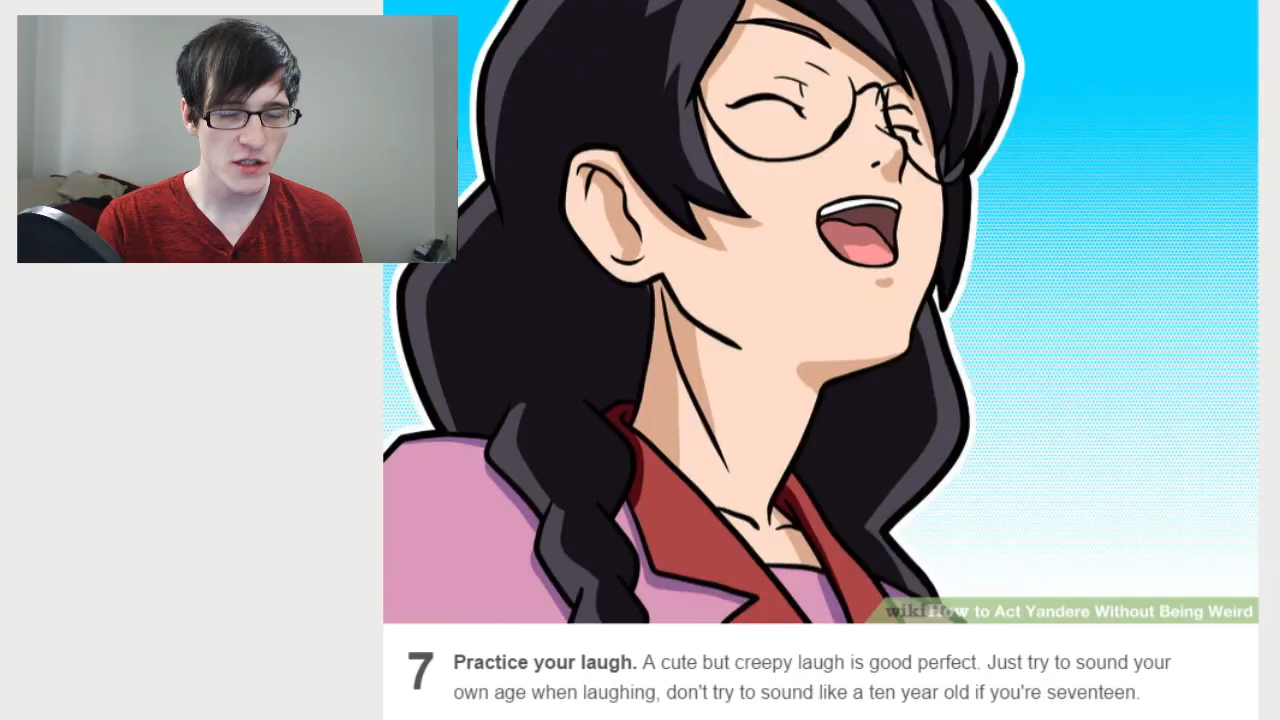 wikiHow to Act Yandere Without Being Weird
7
Practice your laugh. A cute but creepy laugh is good perfect. Just try to sound your
own age when laughing, don't try to sound like a ten year old if you're seventeen.